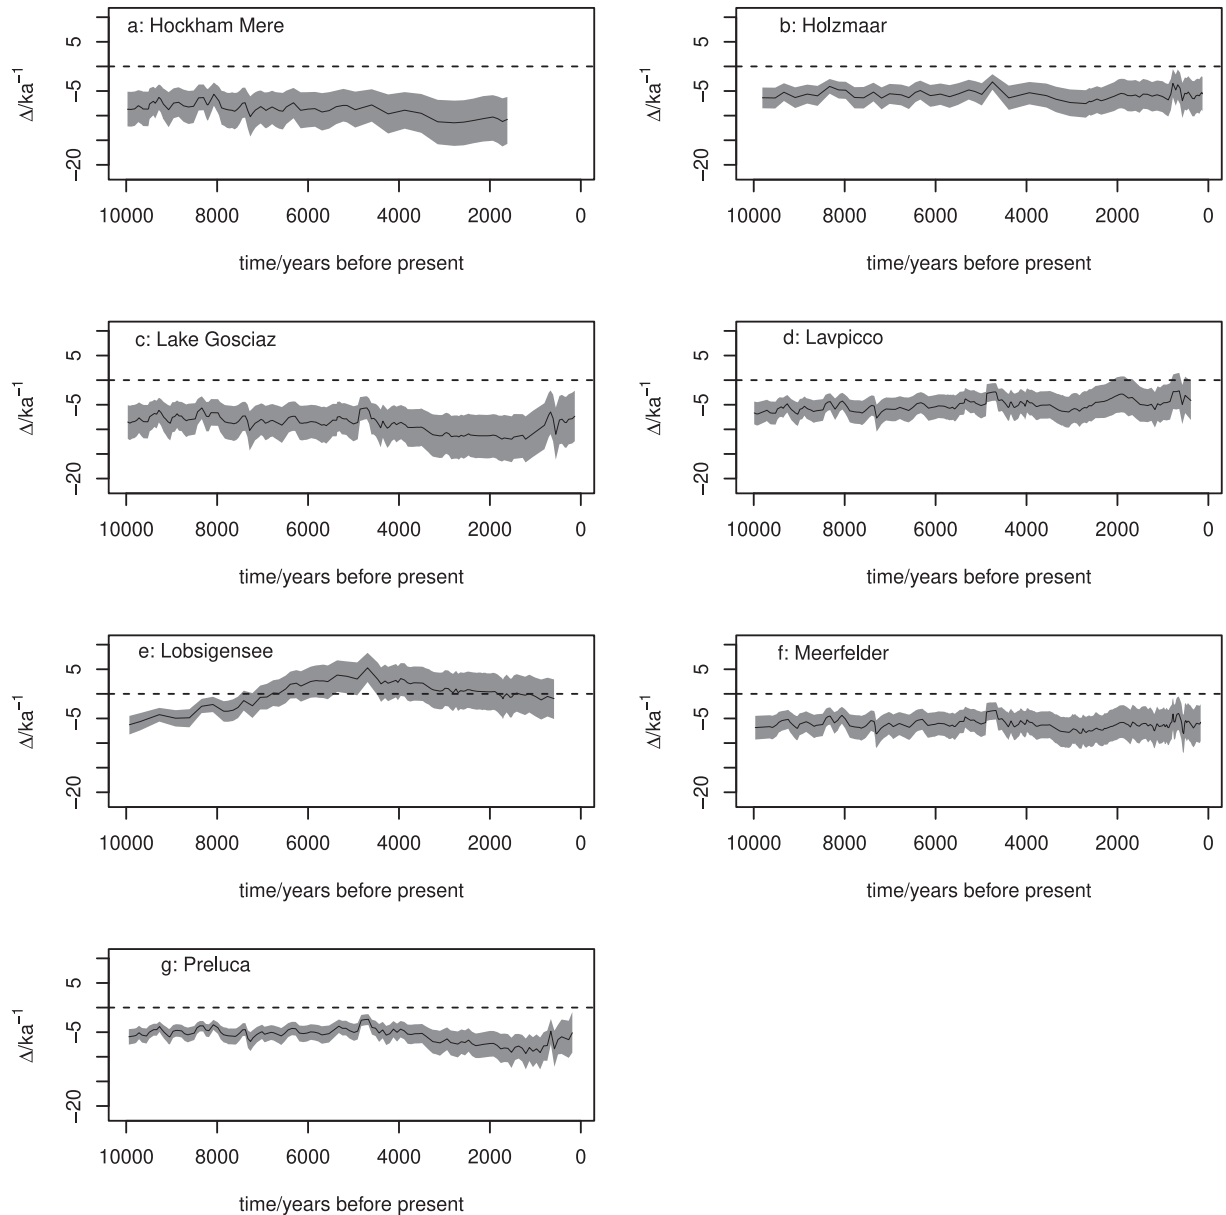 a: Hockham Mere
5
−5
−20
Δ/ka⁻¹
10000 8000 6000 4000 2000 0
time/years before present
b: Holzmaar
5
−5
−20
Δ/ka⁻¹
10000 8000 6000 4000 2000 0
time/years before present
c: Lake Gosciaz
5
−5
−20
Δ/ka⁻¹
10000 8000 6000 4000 2000 0
time/years before present
d: Lavpicco
5
−5
−20
Δ/ka⁻¹
10000 8000 6000 4000 2000 0
time/years before present
e: Lobsigensee
5
−5
−20
Δ/ka⁻¹
10000 8000 6000 4000 2000 0
time/years before present
f: Meerfelder
5
−5
−20
Δ/ka⁻¹
10000 8000 6000 4000 2000 0
time/years before present
g: Preluca
5
−5
−20
Δ/ka⁻¹
10000 8000 6000 4000 2000 0
time/years before present